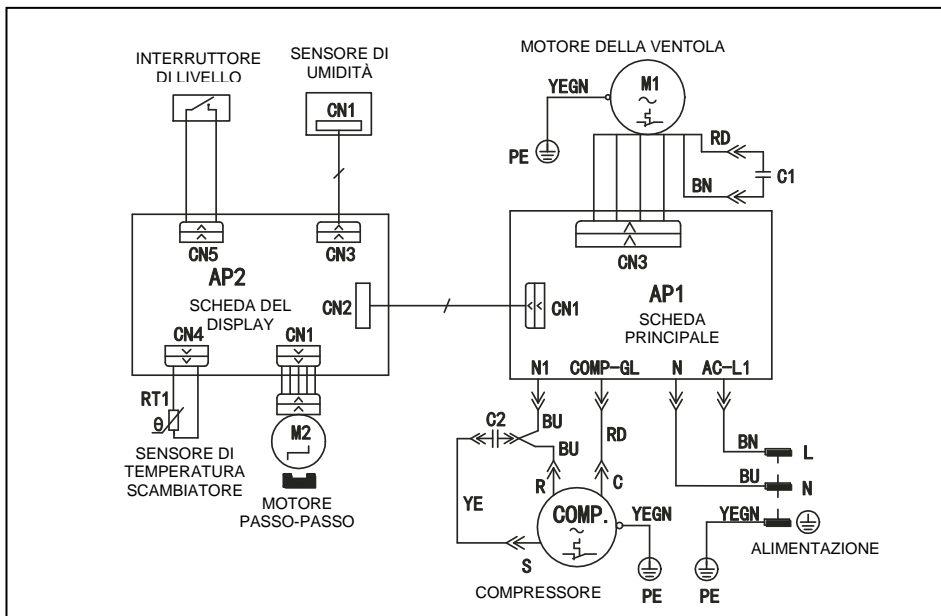 INTERRUTTORE
DI LIVELLO
SENSORE DI
UMIDITÀ
CN1
MOTORE DELLA VENTOLA
M1
YEGN
PE
RD
BN
C1
CN5
CN3
AP2
SCHEDA DEL
DISPLAY
CN2
CN4
CN1
RT1
θ
SENSORE DI
TEMPERATURA
SCAMBIATORE
M2
MOTORE
PASSO-PASSO
CN3
CN1
AP1
SCHEDA
PRINCIPALE
N1
COMP-GL
N
AC-L1
C2
BU
BU
RD
YE
R
C
S
COMP.
COMPRESSORE
YEGN
PE
BN
L
BU
N
YEGN
PE
ALIMENTAZIONE